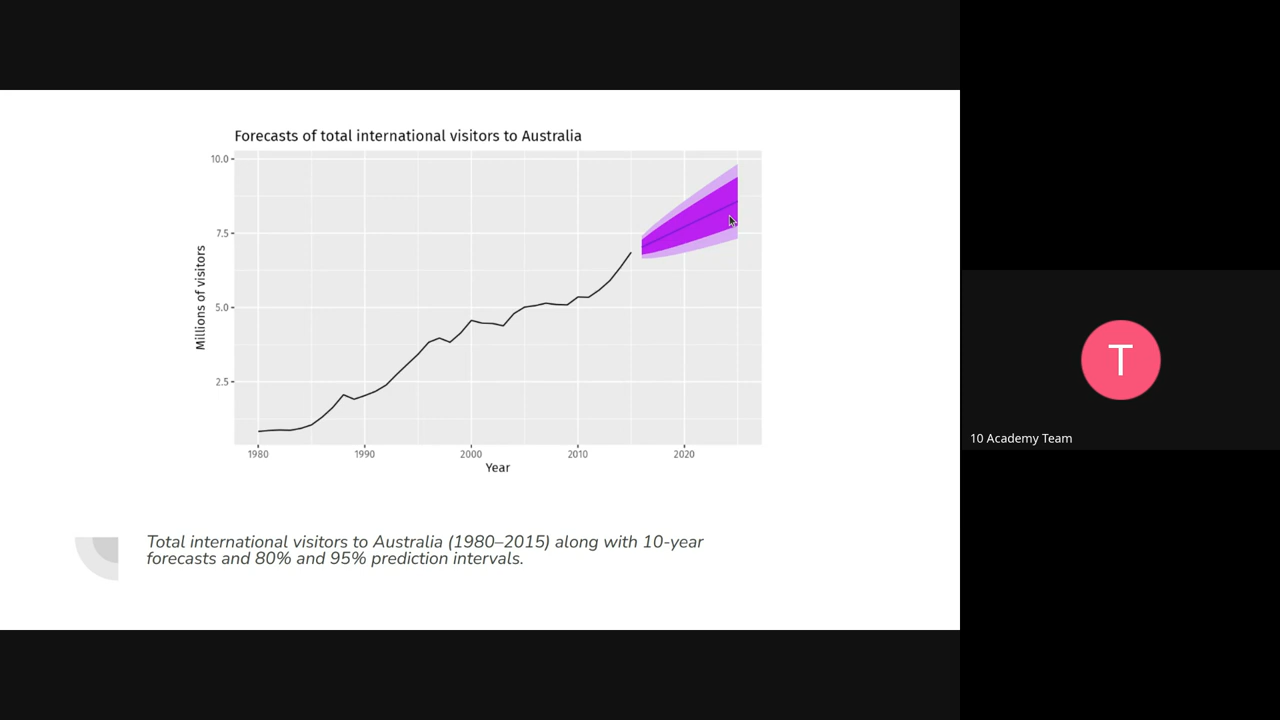 Forecasts of total international visitors to Australia
10.0
7.5
5.0
2.5
Millions of visitors
1980 1990 2000 2010 2020
Year
Total international visitors to Australia (1980–2015) along with 10-year
forecasts and 80% and 95% prediction intervals.
T
10 Academy Team